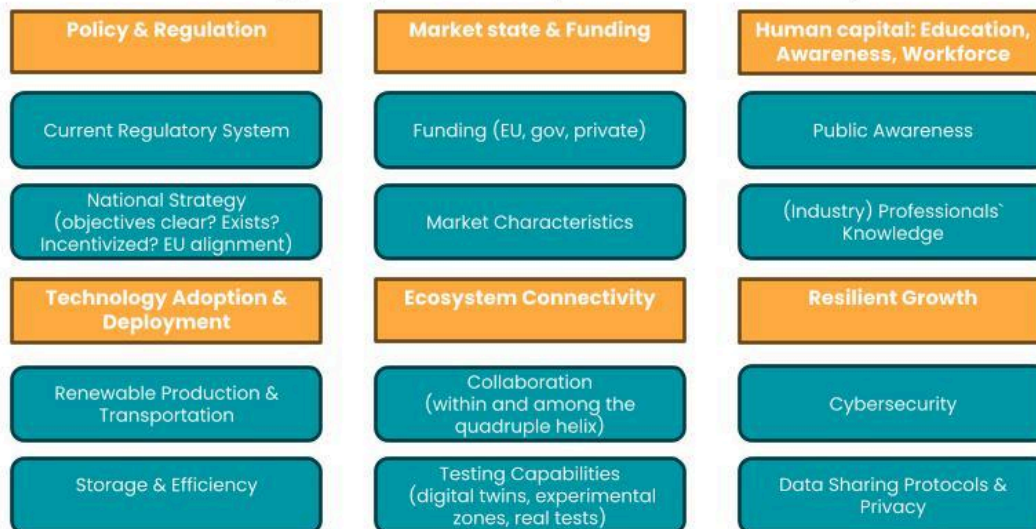 Policy & Regulation
Current Regulatory System
National Strategy
(objectives clear? Exists?
Incentivized? EU alignment)
Market state & Funding
Funding (EU, gov, private)
Market Characteristics
Human capital: Education,
Awareness, Workforce
Public Awareness
(Industry) Professionals`
Knowledge
Technology Adoption &
Deployment
Renewable Production &
Transportation
Storage & Efficiency
Ecosystem Connectivity
Collaboration
(within and among the
quadruple helix)
Testing Capabilities
(digital twins, experimental
zones, real tests)
Resilient Growth
Cybersecurity
Data Sharing Protocols &
Privacy